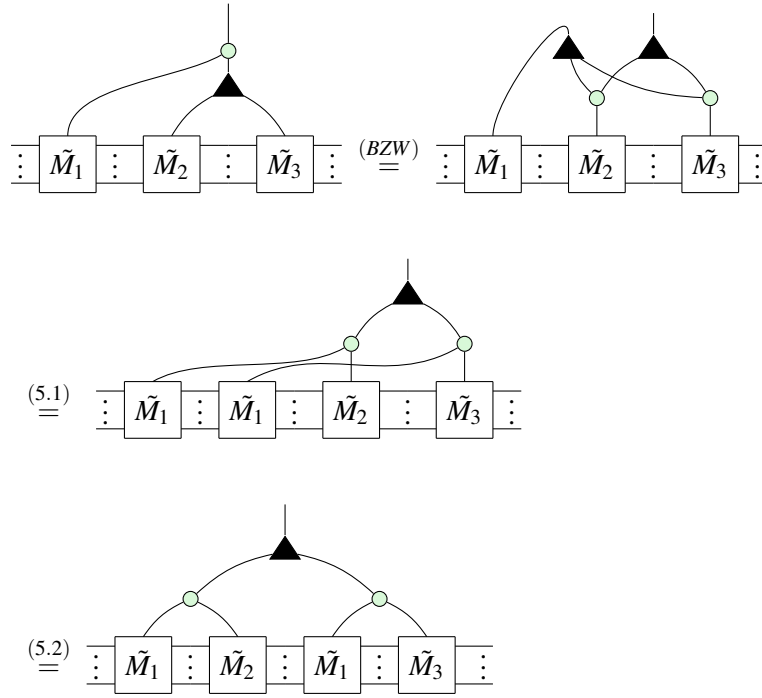 ⋮ M̃₁ ⋮ M̃₂ ⋮ M̃₃ ⋮ (BZW) = ⋮ M̃₁ ⋮ M̃₂ ⋮ M̃₃ ⋮
(5.1) = ⋮ M̃₁ ⋮ M̃₁ ⋮ M̃₂ ⋮ M̃₃ ⋮
(5.2) = ⋮ M̃₁ ⋮ M̃₂ ⋮ M̃₁ ⋮ M̃₃ ⋮